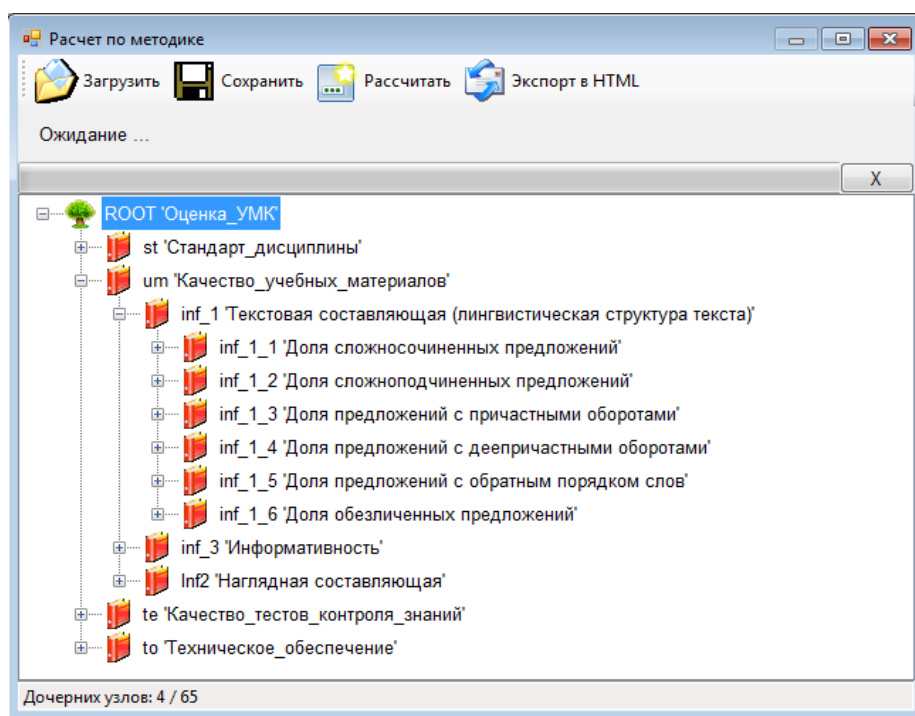 Расчет по методике
Загрузить Сохранить Рассчитать Экспорт в HTML
Ожидание ...
X
ROOT 'Оценка_УМК'
st 'Стандарт_дисциплины'
um 'Качество_учебных_материалов'
inf_1 'Текстовая составляющая (лингвистическая структура текста)'
inf_1_1 'Доля сложносочиненных предложений'
inf_1_2 'Доля сложноподчиненных предложений'
inf_1_3 'Доля предложений с причастными оборотами'
inf_1_4 'Доля предложений с деепричастными оборотами'
inf_1_5 'Доля предложений с обратным порядком слов'
inf_1_6 'Доля обезличенных предложений'
inf_3 'Информативность'
Inf2 'Наглядная составляющая'
te 'Качество_тестов_контроля_знаний'
to 'Техническое_обеспечение'
Дочерних узлов: 4 / 65